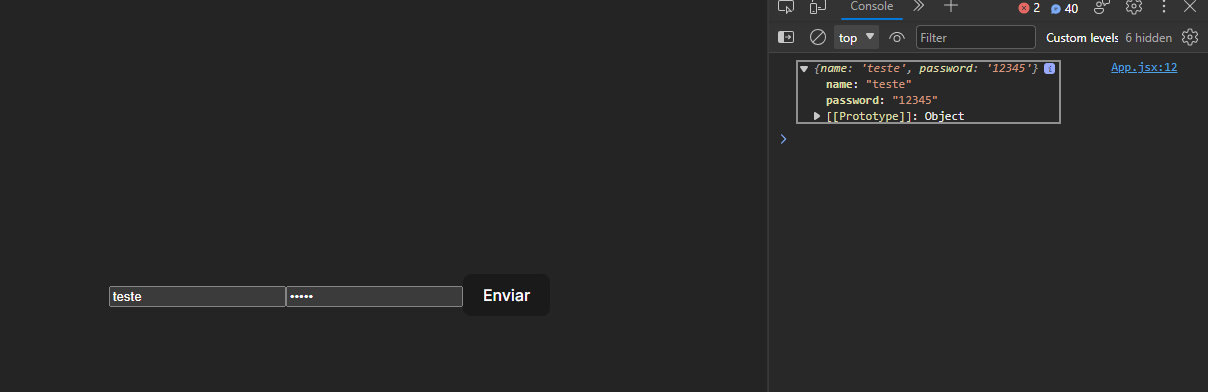 Console
2
40
top
Filter
Custom levels
6 hidden
{name: 'teste', password: '12345'} i
App.jsx:12
name: "teste"
password: "12345"
[[Prototype]]: Object
teste
•••••
Enviar